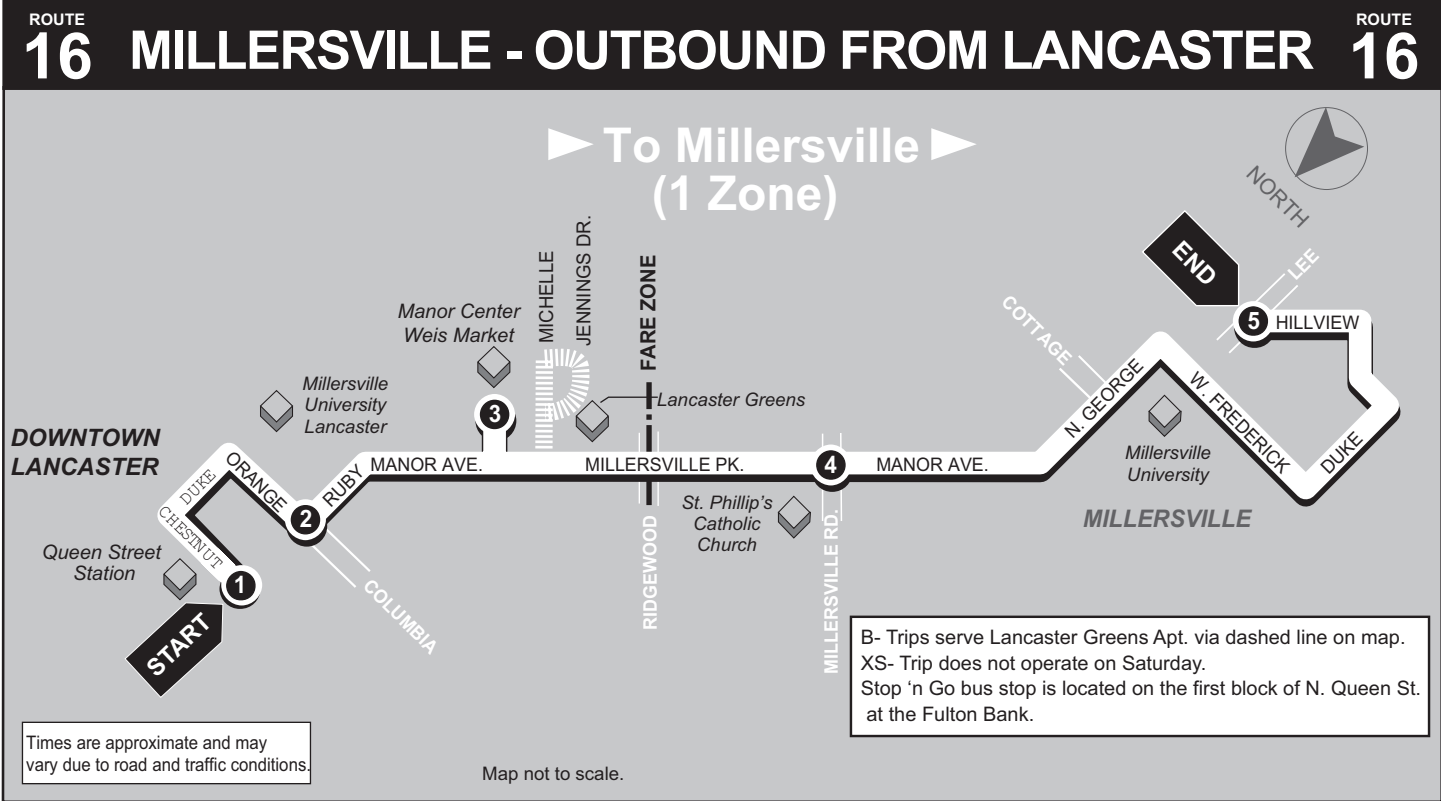 ROUTE
16
MILLERSVILLE - OUTBOUND FROM LANCASTER
ROUTE
16
To Millersville
(1 Zone)
NORTH
END
LEE
5
HILLVIEW
MICHELLE
JENNINGS DR.
FARE ZONE
COTTAGE
Manor Center
Weis Market
3
Millersville
University
Lancaster
Lancaster Greens
N. GEORGE
W. FREDERICK
DUKE
Millersville
University
MILLERSVILLE
DOWNTOWN
LANCASTER
DUKE
ORANGE
RUBY
MANOR AVE.
MILLERSVILLE PK.
4
MANOR AVE.
2
CHESTNUT
St. Phillip's
Catholic
Church
RIDGEWOOD
MILLERSVILLE RD.
Queen Street
Station
1
COLUMBIA
START
B- Trips serve Lancaster Greens Apt. via dashed line on map.
XS- Trip does not operate on Saturday.
Stop ‘n Go bus stop is located on the first block of N. Queen St.
at the Fulton Bank.
Times are approximate and may
vary due to road and traffic conditions.
Map not to scale.